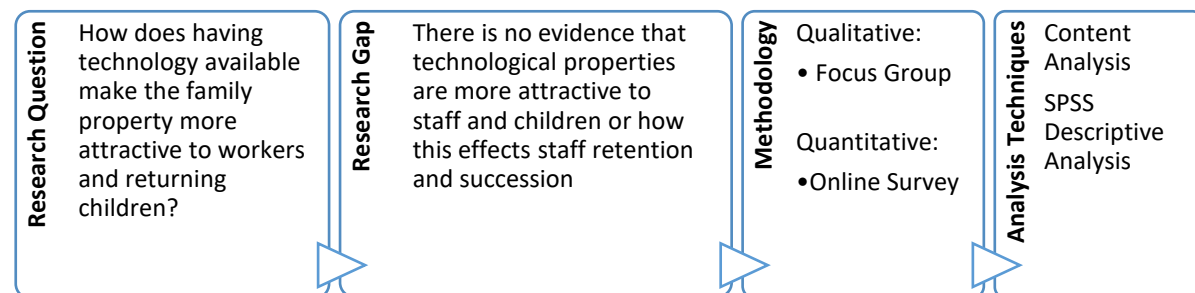 Research Question
How does having
technology available
make the family
property more
attractive to workers
and returning
children?
Research Gap
There is no evidence that
technological properties
are more attractive to
staff and children or how
this effects staff retention
and succession
Methodology
Qualitative:
• Focus Group
Quantitative:
•Online Survey
Analysis Techniques
Content
Analysis
SPSS
Descriptive
Analysis